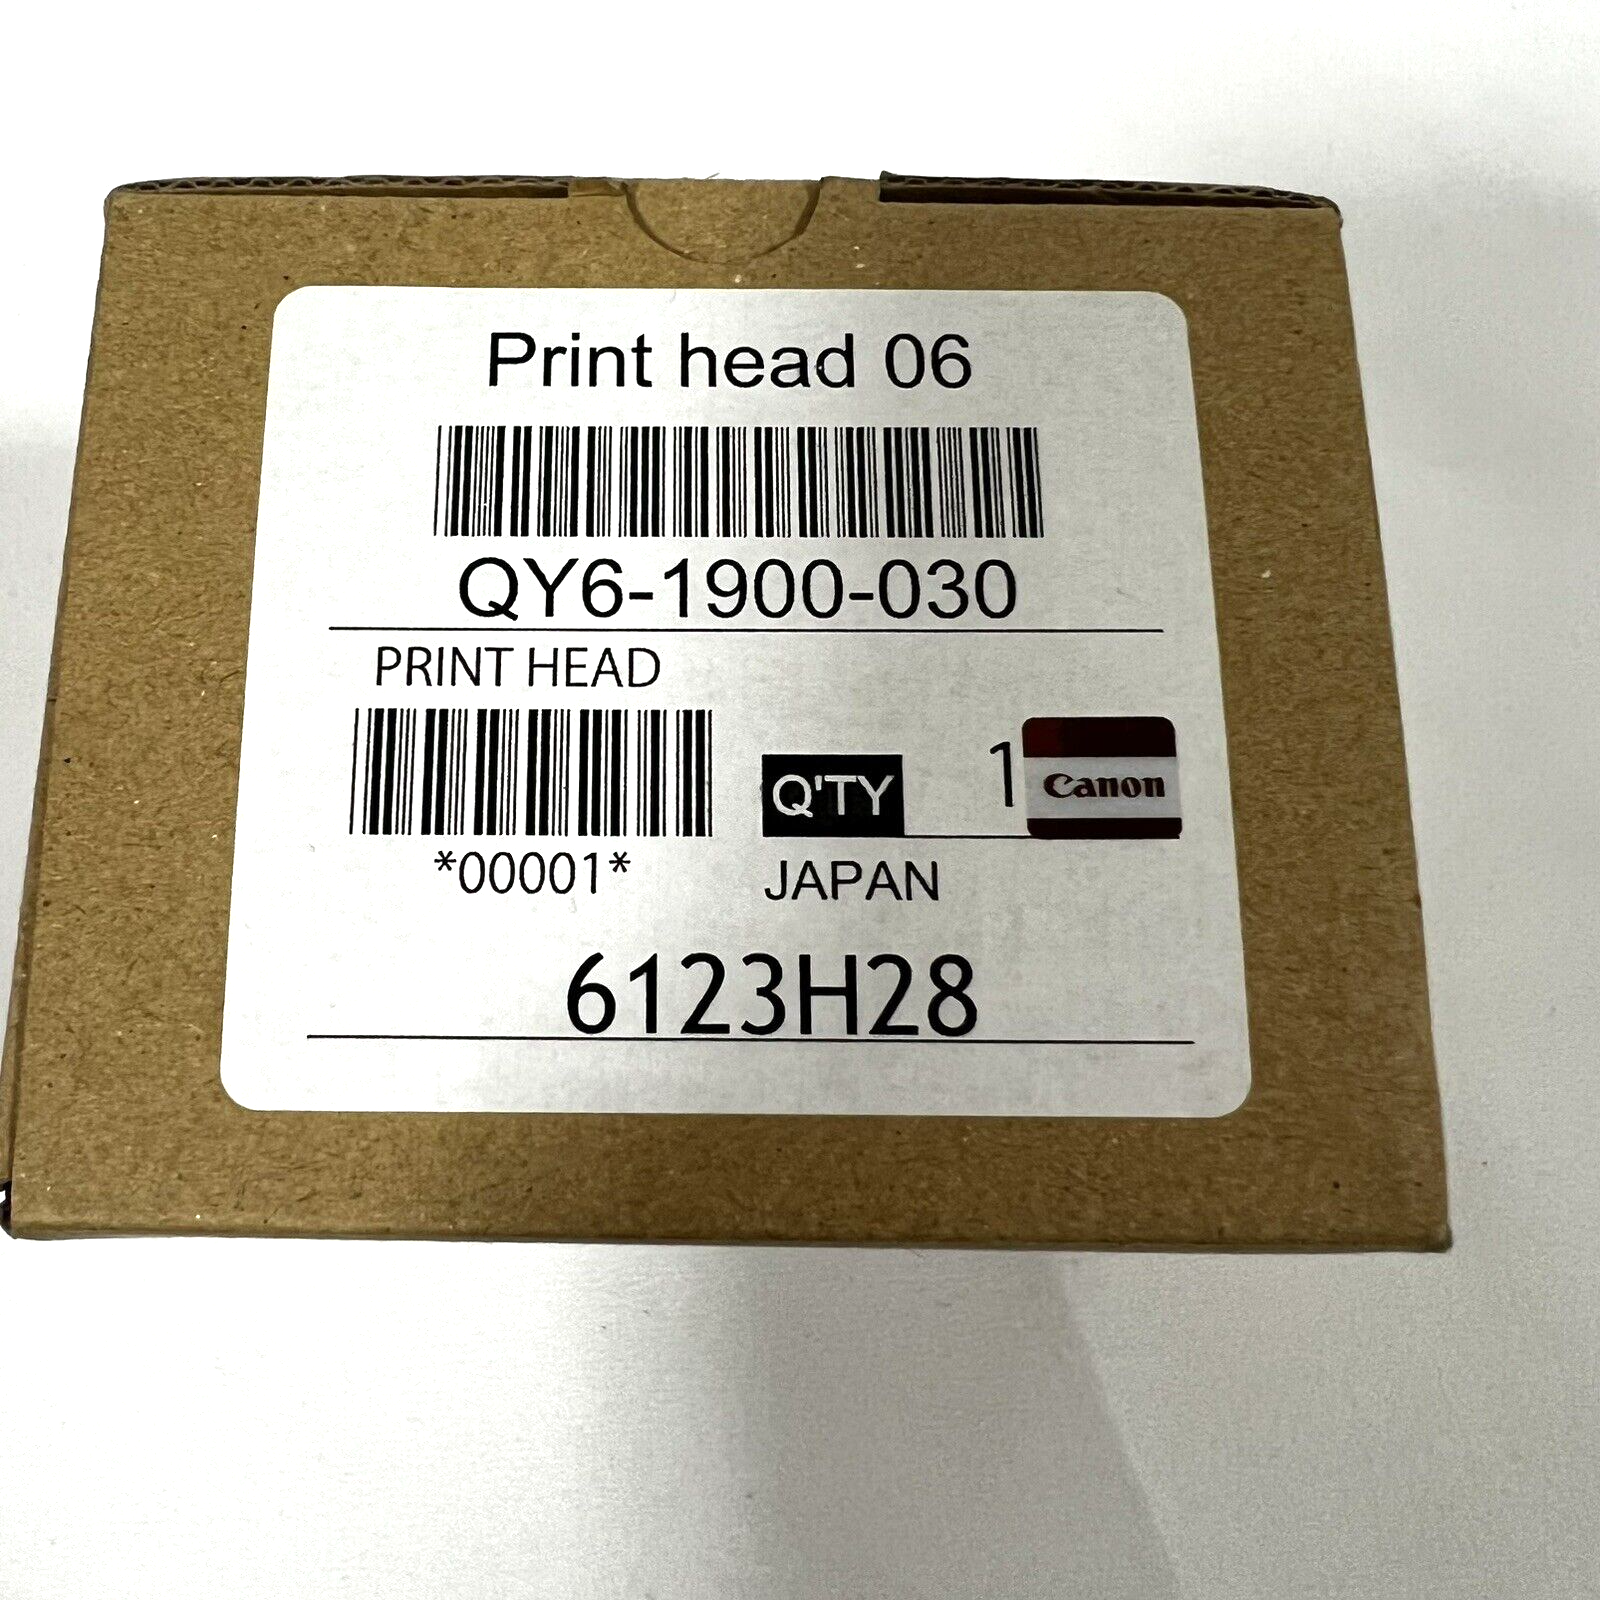 Print head 06
QY6-1900-030
PRINT HEAD
*00001*
Q'TY 1
Canon
JAPAN
6123H28